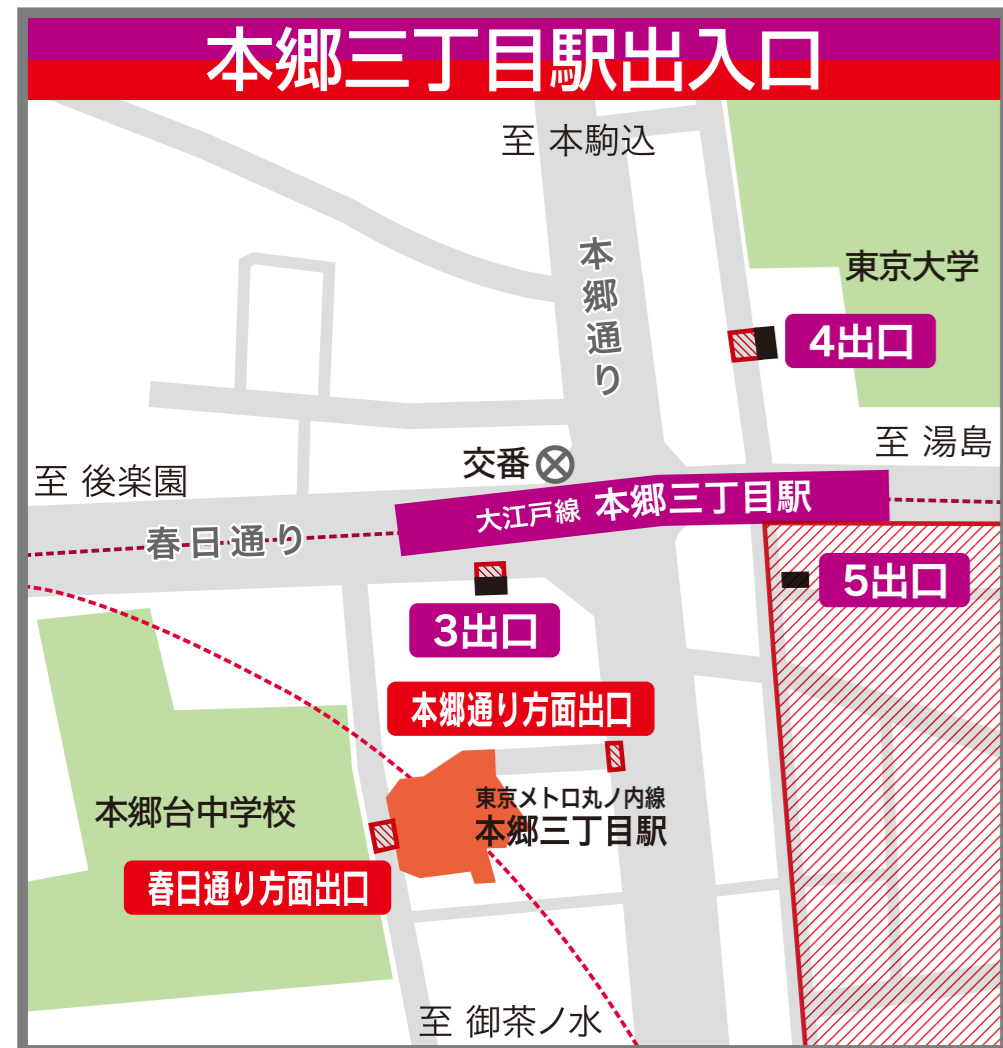 本郷三丁目駅出入口
至 本駒込
本郷通り
東京大学
4出口
至 湯島
交番
至 後楽園
大江戸線 本郷三丁目駅
春日通り
5出口
3出口
本郷通り方面出口
東京メトロ丸ノ内線
本郷三丁目駅
本郷台中学校
春日通り方面出口
至 御茶ノ水